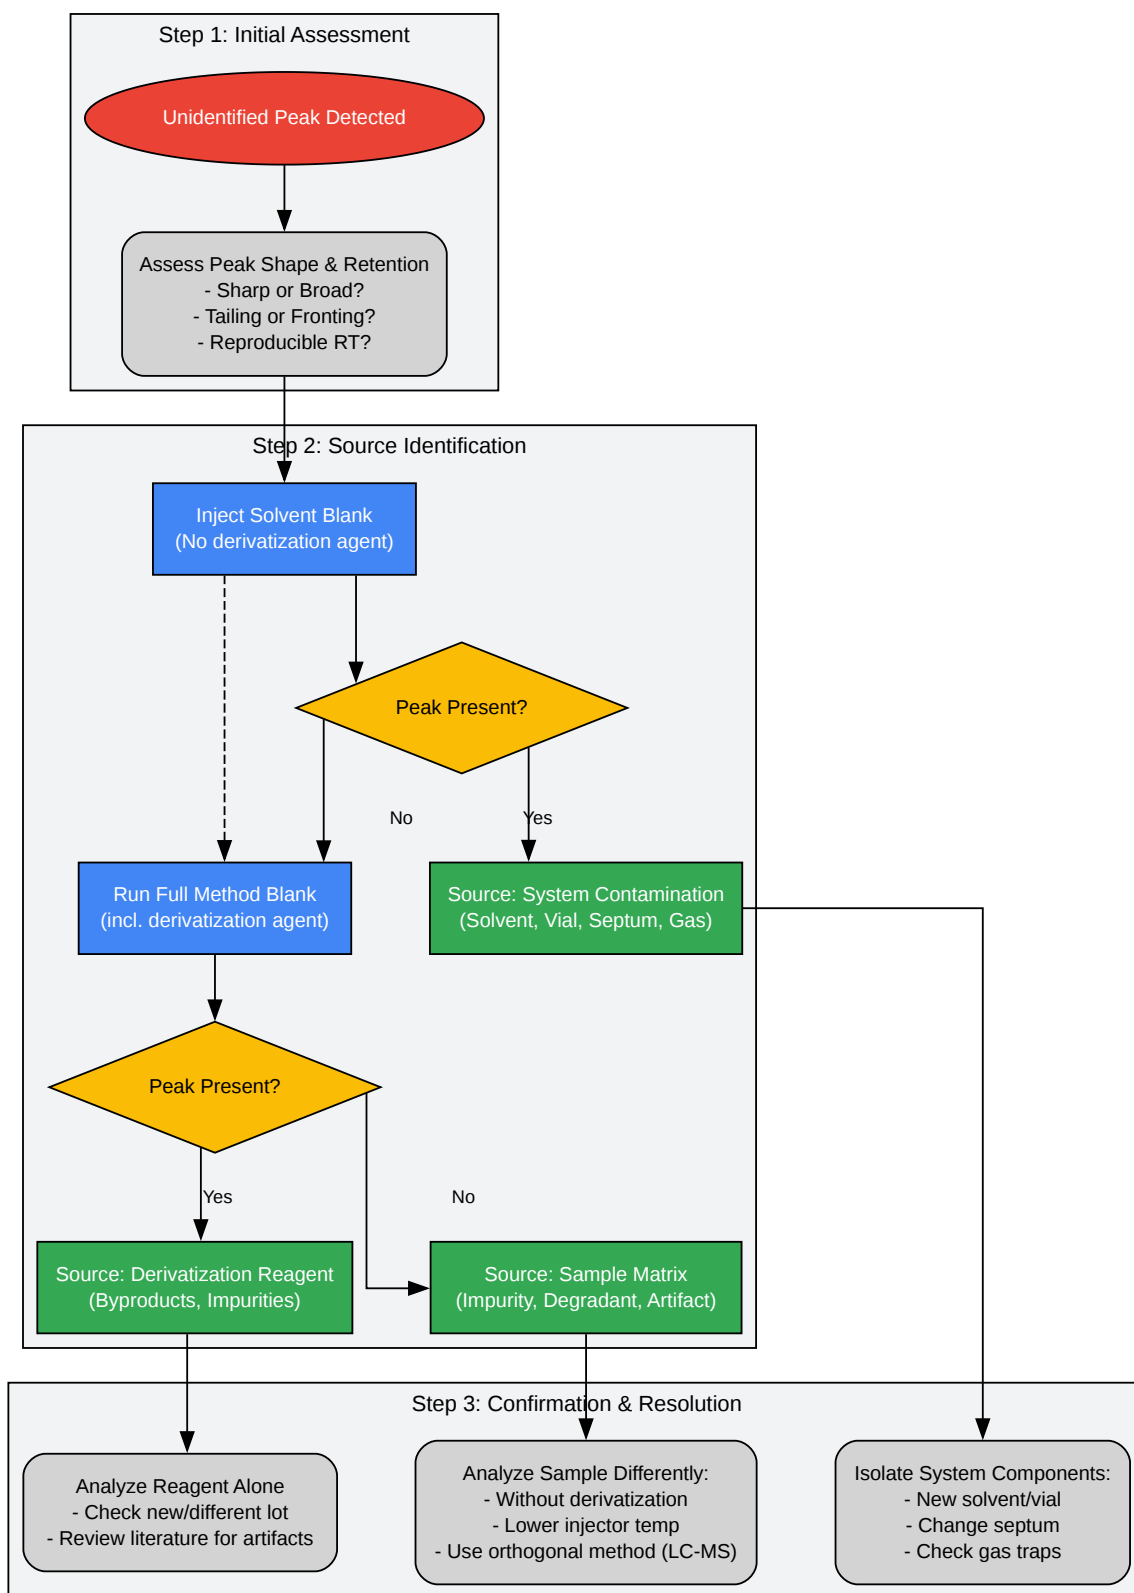 Step 1: Initial Assessment
Unidentified Peak Detected
Assess Peak Shape & Retention
- Sharp or Broad?
- Tailing or Fronting?
- Reproducible RT?
Step 2: Source Identification
Inject Solvent Blank
(No derivatization agent)
Peak Present?
No
Yes
Run Full Method Blank
(incl. derivatization agent)
Source: System Contamination
(Solvent, Vial, Septum, Gas)
Peak Present?
Yes
No
Source: Derivatization Reagent
(Byproducts, Impurities)
Source: Sample Matrix
(Impurity, Degradant, Artifact)
Step 3: Confirmation & Resolution
Analyze Reagent Alone
- Check new/different lot
- Review literature for artifacts
Analyze Sample Differently:
- Without derivatization
- Lower injector temp
- Use orthogonal method (LC-MS)
Isolate System Components:
- New solvent/vial
- Change septum
- Check gas traps